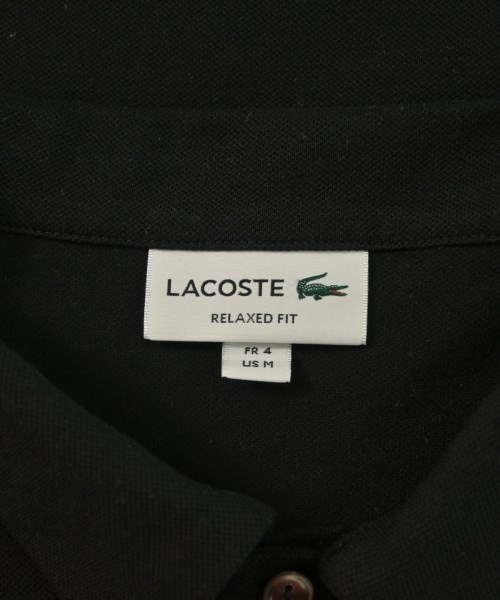 LACOSTE
RELAXED FIT
FR 4
US M